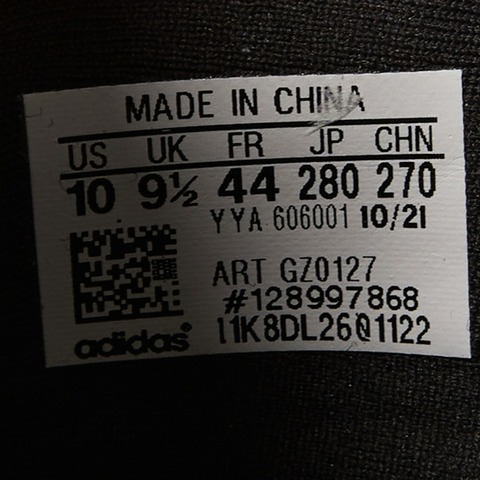 MADE IN CHINA
US UK FR JP CHN
10 9½ 44 280 270
YYA 606001 10/21
ART GZ0127
#128997868
adidas 11K8DL26Q1122